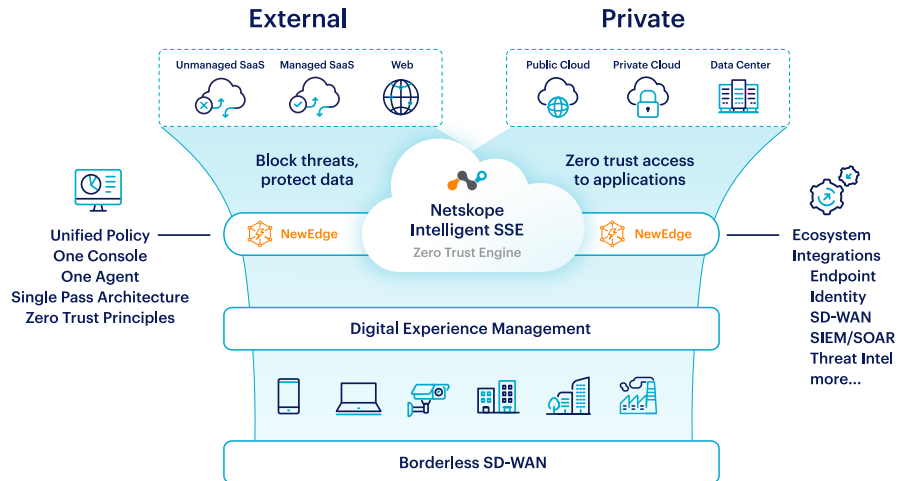 External
Private
Unmanaged SaaS
Managed SaaS
Web
Public Cloud
Private Cloud
Data Center
Block threats,
protect data
Zero trust access
to applications
Netskope
Intelligent SSE
Zero Trust Engine
NewEdge
NewEdge
Unified Policy
One Console
One Agent
Single Pass Architecture
Zero Trust Principles
Ecosystem
Integrations
Endpoint
Identity
SD-WAN
SIEM/SOAR
Threat Intel
more...
Digital Experience Management
Borderless SD-WAN